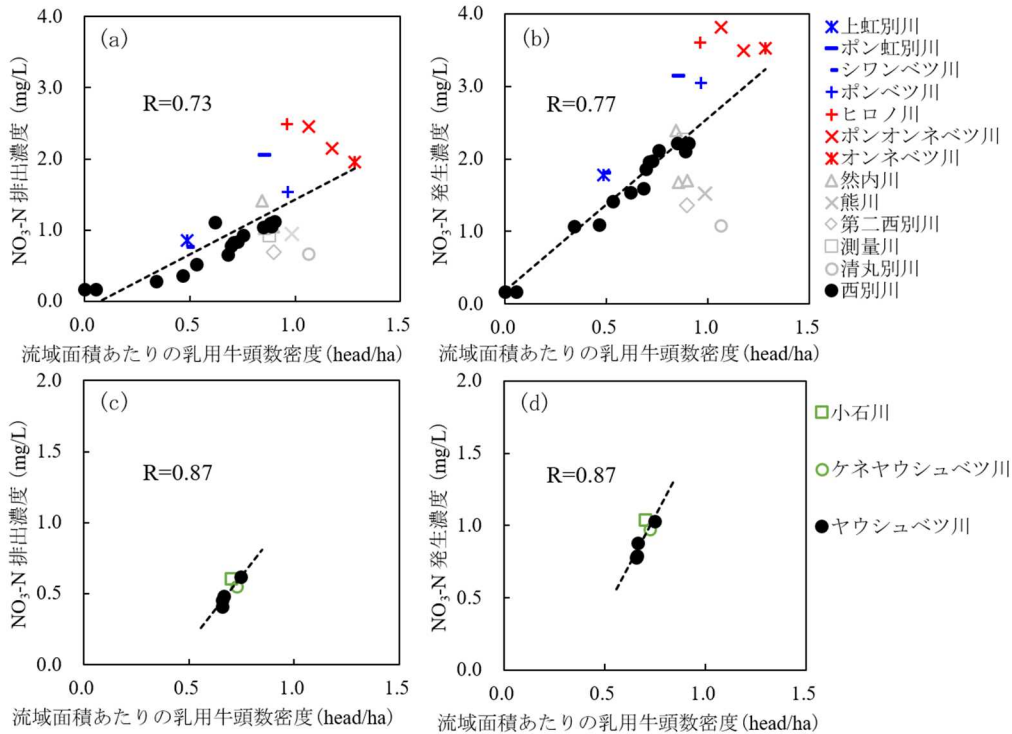 (a)
R=0.73
4.0
3.0
2.0
1.0
0.0
NO₃-N 排出濃度 (mg/L)
0.0 0.5 1.0 1.5
流域面積あたりの乳用牛頭数密度(head/ha)
(b)
R=0.77
4.0
3.0
2.0
1.0
0.0
NO₃-N 発生濃度 (mg/L)
0.0 0.5 1.0 1.5
流域面積あたりの乳用牛頭数密度(head/ha)
上虹別川
ポン虹別川
シワンベツ川
ポンベツ川
ヒロノ川
ポンオンネベツ川
オンネベツ川
然内川
熊川
第二西別川
測量川
清丸別川
西別川
(c)
R=0.87
2.0
1.5
1.0
0.5
0.0
NO₃-N 排出濃度 (mg/L)
0.0 0.5 1.0 1.5
流域面積あたりの乳用牛頭数密度(head/ha)
(d)
R=0.87
2.0
1.5
1.0
0.5
0.0
NO₃-N 発生濃度 (mg/L)
0.0 0.5 1.0 1.5
流域面積あたりの乳用牛頭数密度(head/ha)
小石川
ケネヤウシュベツ川
ヤウシュベツ川